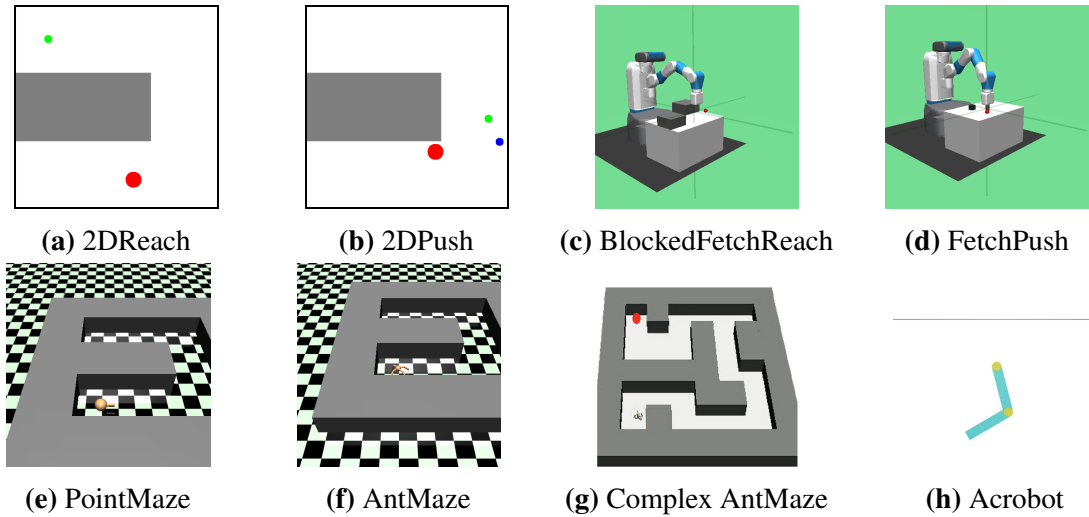 (a) 2DReach
(b) 2DPush
(c) BlockedFetchReach
(d) FetchPush
(e) PointMaze
(f) AntMaze
(g) Complex AntMaze
(h) Acrobot